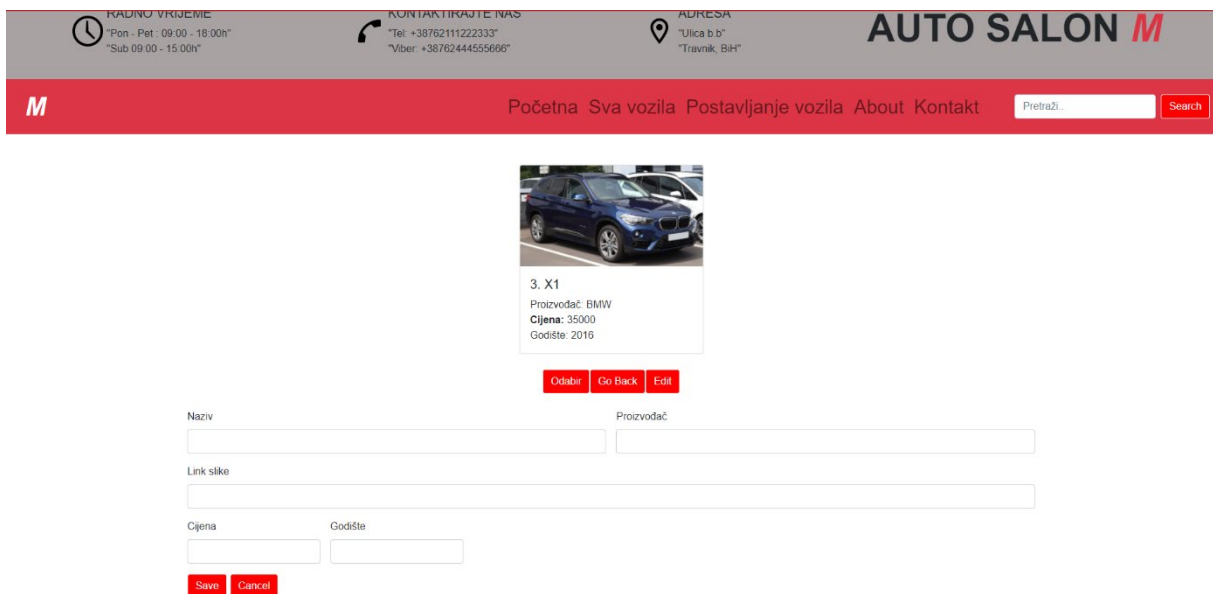 RADNO VRIJEME
"Pon - Pet : 09:00 - 18:00h"
"Sub 09:00 - 15:00h"
KONTAKTIRAJTE NAS
"Tel: +38762111222333"
"Viber: +38762444555666"
ADRESA
"Ulica b.b"
"Travnik, BiH"
AUTO SALON M
M
Početna Sva vozila Postavljanje vozila About Kontakt
Pretraži..
Search
3. X1
Proizvođač: BMW
Cijena: 35000
Godište: 2016
Odabir Go Back Edit
Naziv Proizvođač
Link slike
Cijena Godište
Save Cancel